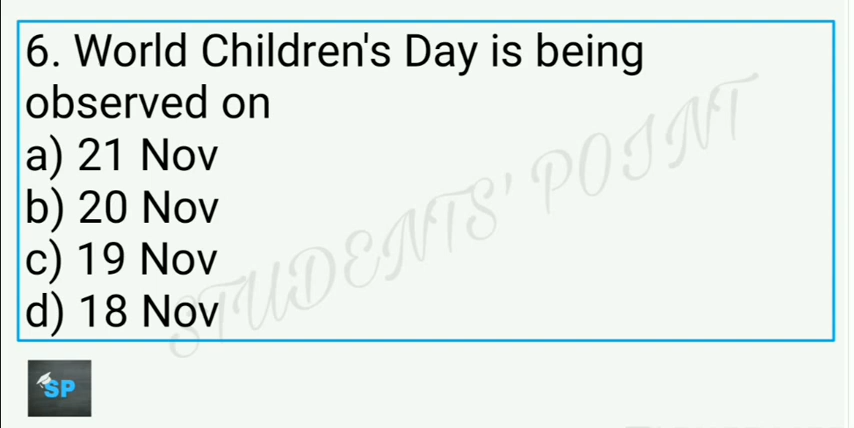 6. World Children's Day is being
observed on
a) 21 Nov
b) 20 Nov
c) 19 Nov
d) 18 Nov
STUDENTS' POINT
SP